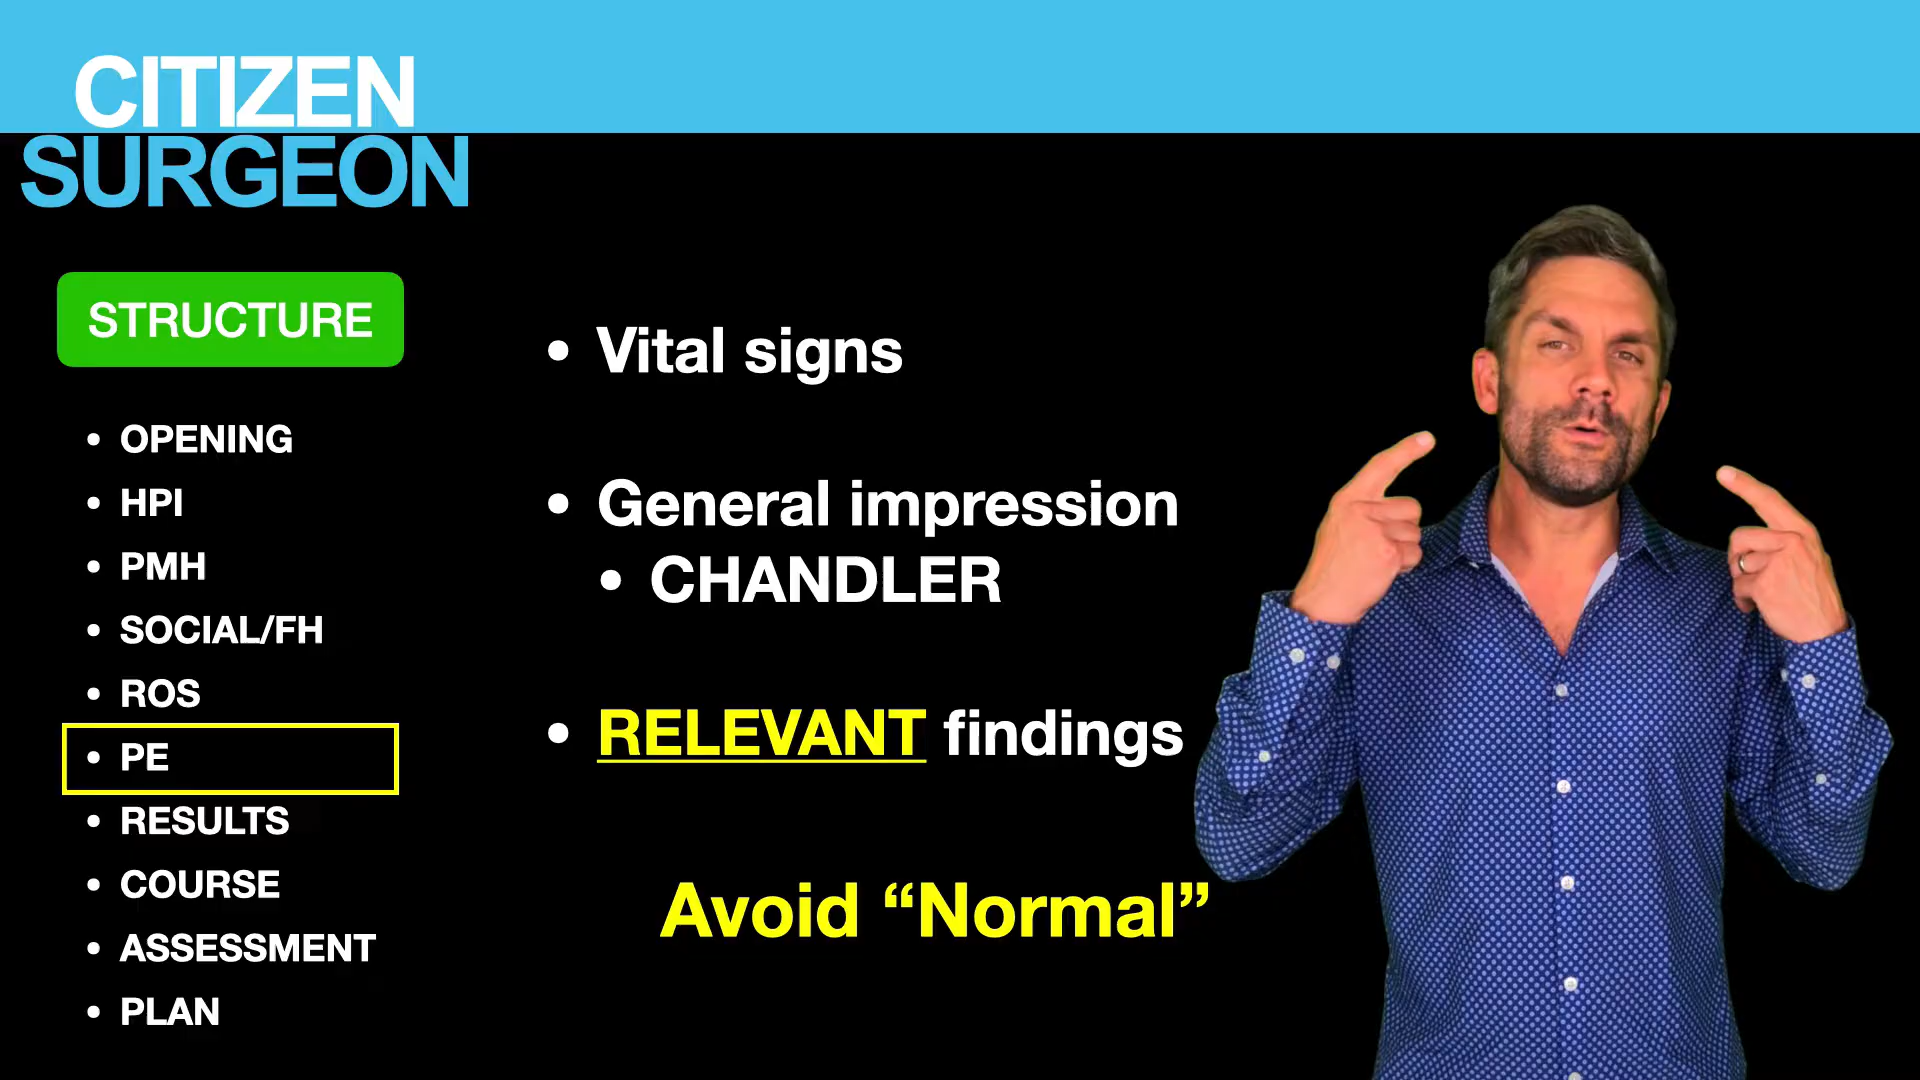 CITIZEN
SURGEON
STRUCTURE
• OPENING
• HPI
• PMH
• SOCIAL/FH
• ROS
• PE
• RESULTS
• COURSE
• ASSESSMENT
• PLAN
• Vital signs
• General impression
• CHANDLER
• RELEVANT findings
Avoid “Normal”